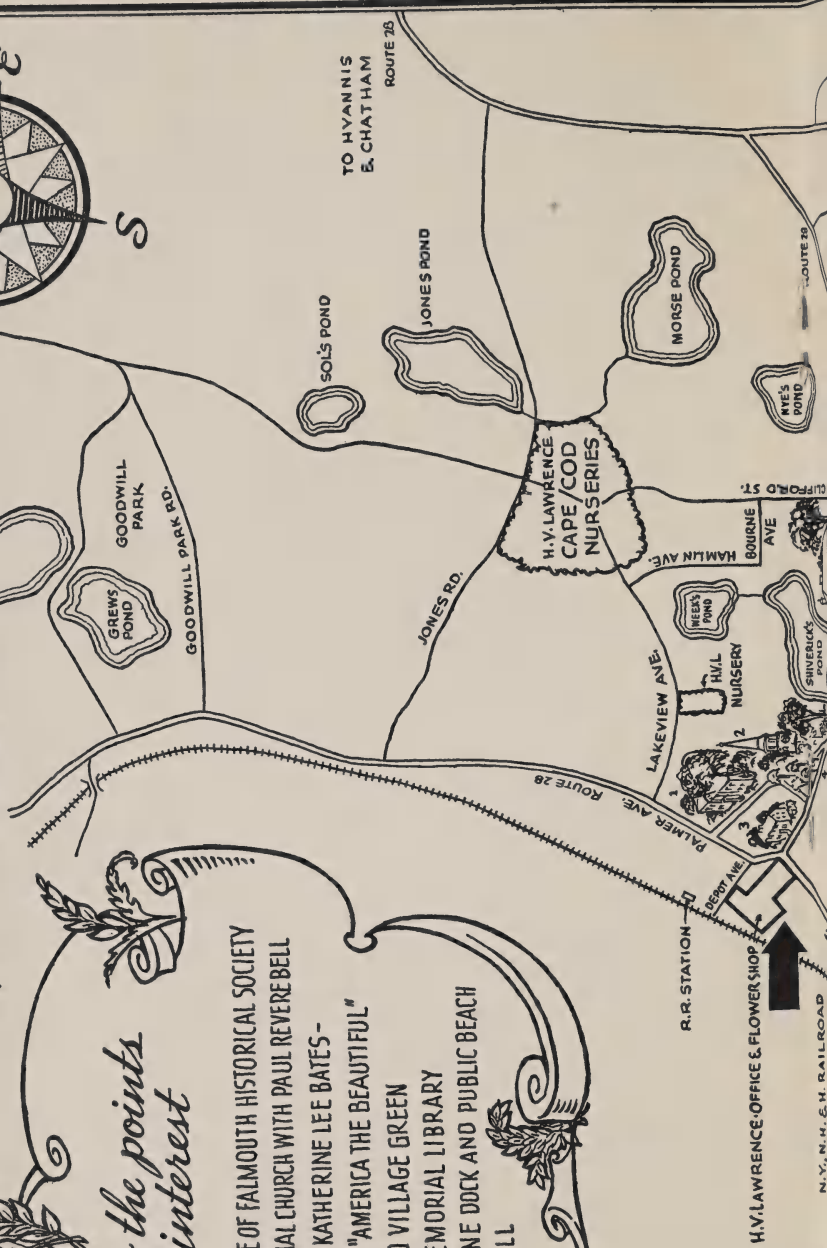 E
S
TO HYANNIS
& CHATHAM
ROUTE 28
SOL'S POND
JONES POND
MORSE POND
ROUTE 28
NYE'S
POND
GOODWILL
PARK
GREWS
POND
GOODWILL PARK RD.
JONES RD.
H.V. LAWRENCE
CAPE COD
NURSERIES
CLIFFORD ST.
BOURNE
AVE
HAMLIN AVE.
WEEK'S
POND
SHIVERICK'S
POND
LAKEVIEW AVE.
H.V.L
NURSERY
1
2
3
PALMER AVE. ROUTE 28
DEPOT AVE.
R.R. STATION
H.V. LAWRENCE·OFFICE & FLOWER SHOP
N.Y., N.H. & H. RAILROAD
the points
interest
E OF FALMOUTH HISTORICAL SOCIETY
AL CHURCH WITH PAUL REVERE BELL
KATHERINE LEE BATES-
"AMERICA THE BEAUTIFUL"
VILLAGE GREEN
EMORIAL LIBRARY
NE DOCK AND PUBLIC BEACH
LL